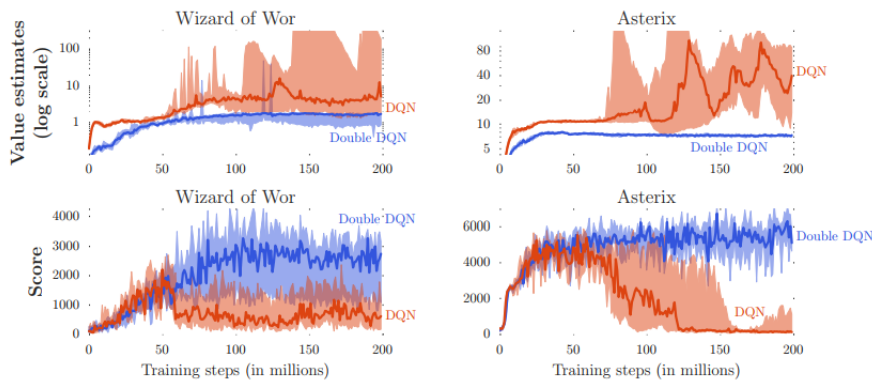 Wizard of Wor
Asterix
Value estimates
(log scale)
100
10
1
DQN
Double DQN
0 50 100 150 200
80
40
20
10
5
DQN
Double DQN
0 50 100 150 200
Wizard of Wor
Asterix
Score
4000
3000
2000
1000
0
Double DQN
DQN
0 50 100 150 200
Training steps (in millions)
6000
4000
2000
0
Double DQN
DQN
0 50 100 150 200
Training steps (in millions)